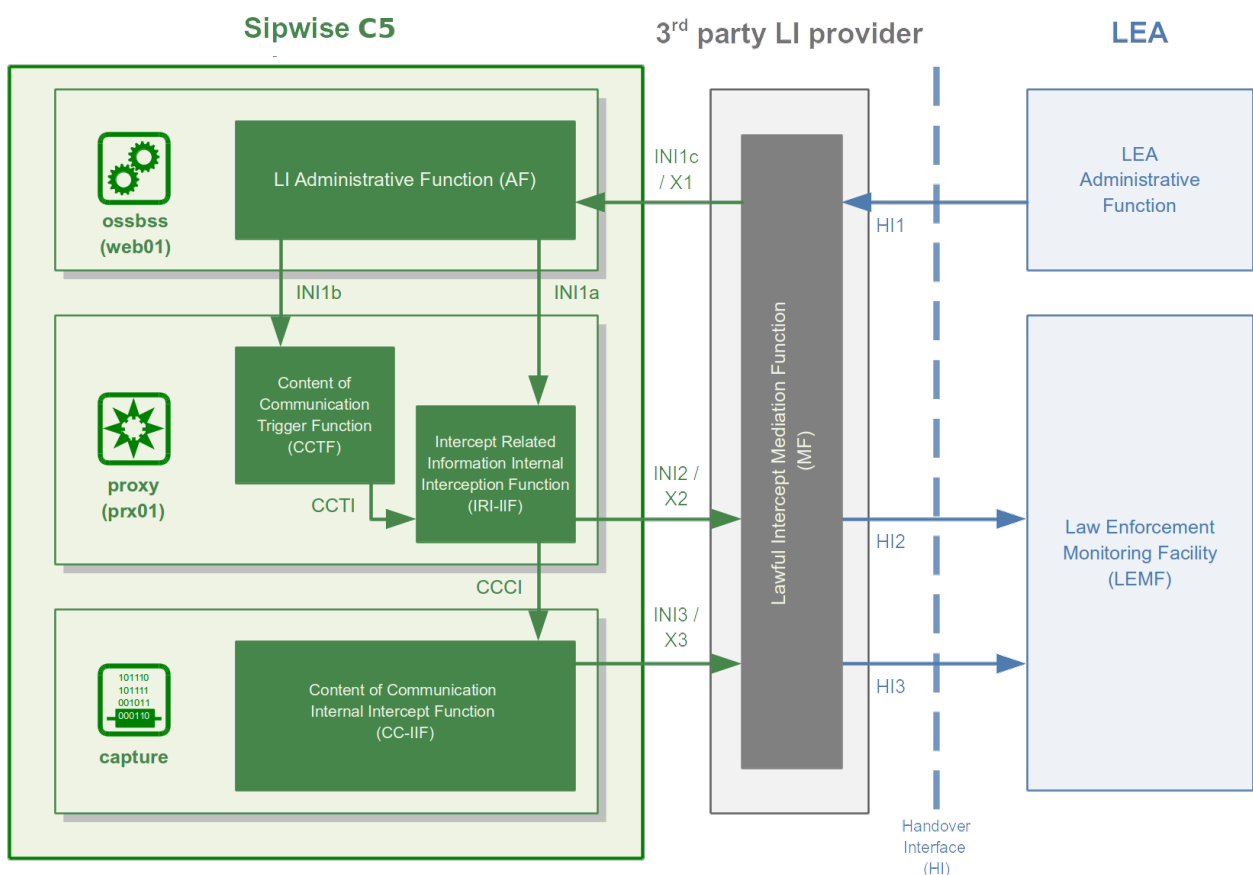 Sipwise C5
3rd party LI provider
LEA
LI Administrative Function (AF)
ossbss
(web01)
INI1c
/ X1
HI1
LEA
Administrative
Function
INI1b
INI1a
Content of
Communication
Trigger Function
(CCTF)
Intercept Related
Information Internal
Interception Function
(IRI-IIF)
proxy
(prx01)
CCTI
INI2 /
X2
Lawful Intercept Mediation Function
(MF)
HI2
Law Enforcement
Monitoring Facility
(LEMF)
CCCI
INI3 /
X3
HI3
101110
101111
001011
000110
capture
Content of Communication
Internal Intercept Function
(CC-IIF)
Handover
Interface
(HI)